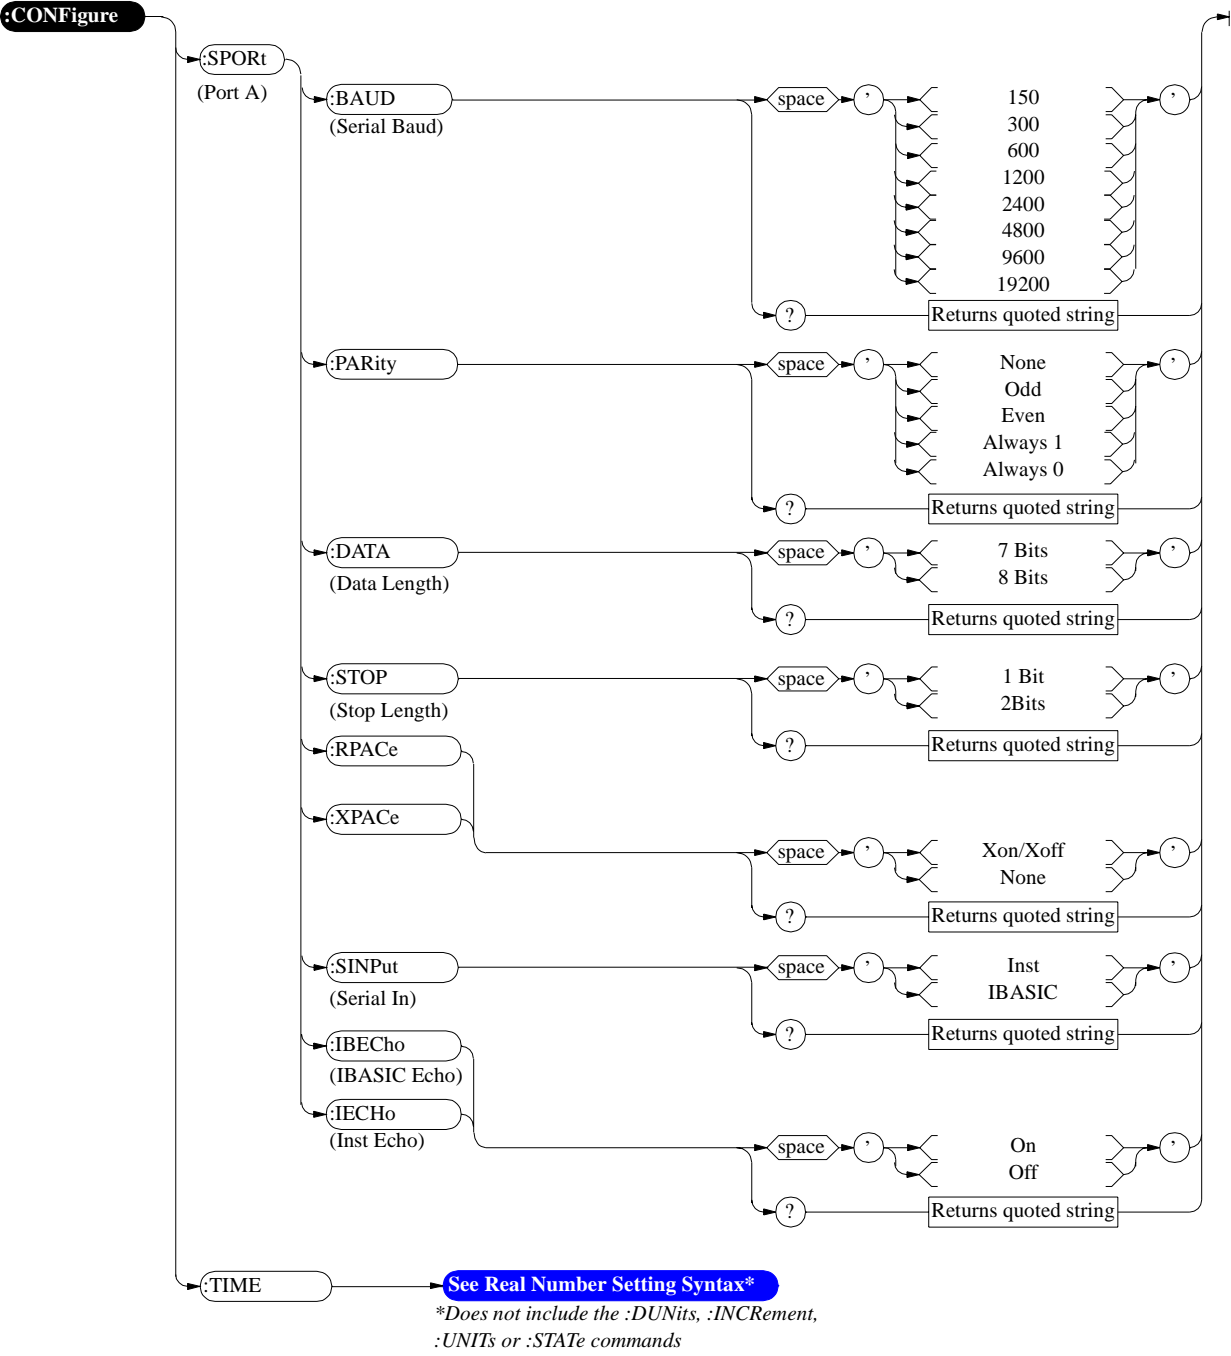 :CONFigure
:SPORt
(Port A)
:BAUD
(Serial Baud)
space ’ 150 ’
300
600
1200
2400
4800
9600
19200
? Returns quoted string
:PARity
space ’ None ’
Odd
Even
Always 1
Always 0
? Returns quoted string
:DATA
(Data Length)
space ’ 7 Bits ’
8 Bits
? Returns quoted string
:STOP
(Stop Length)
space ’ 1 Bit ’
2Bits
? Returns quoted string
:RPACe
:XPACe
space ’ Xon/Xoff ’
None
? Returns quoted string
:SINPut
(Serial In)
space ’ Inst ’
IBASIC
? Returns quoted string
:IBECho
(IBASIC Echo)
:IECHo
(Inst Echo)
space ’ On ’
Off
? Returns quoted string
:TIME
See Real Number Setting Syntax*
*Does not include the :DUNits, :INCRement,
:UNITs or :STATe commands